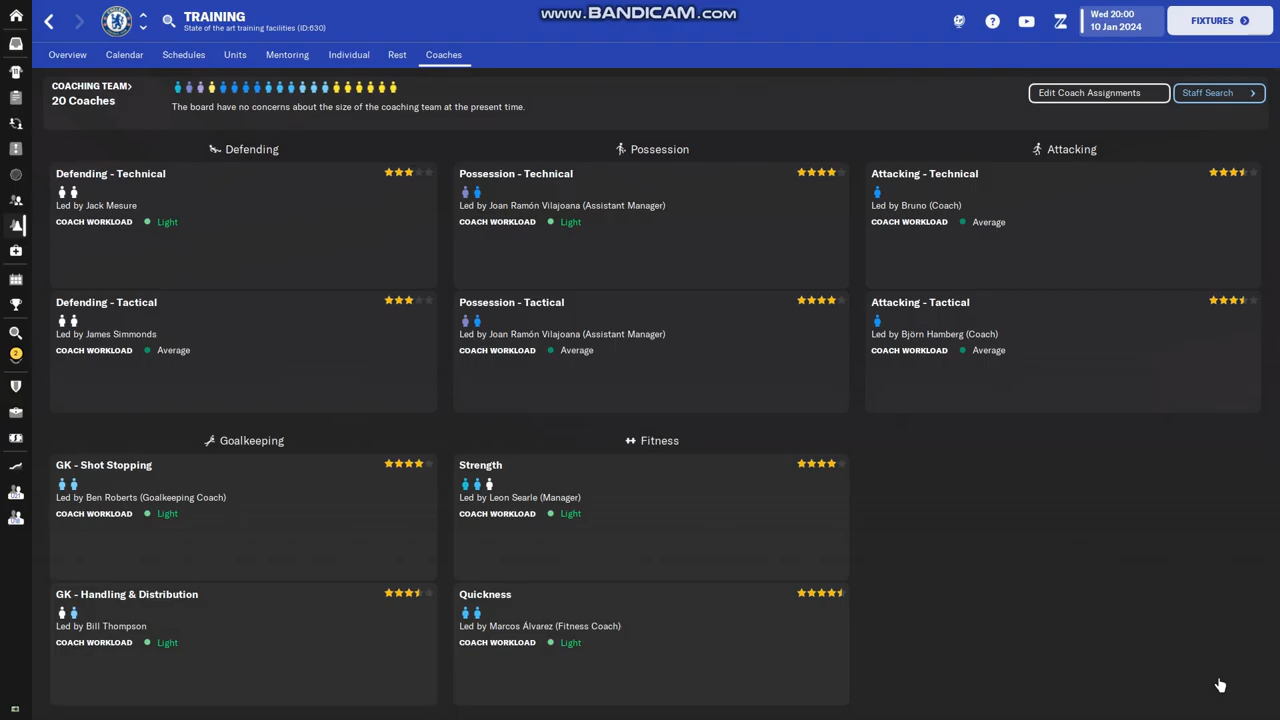 TRAINING
State of the art training facilities (ID:630)
www.BANDICAM.com
Wed 20:00
10 Jan 2024
FIXTURES
Overview
Calendar
Schedules
Units
Mentoring
Individual
Rest
Coaches
COACHING TEAM>
20 Coaches
The board have no concerns about the size of the coaching team at the present time.
Edit Coach Assignments
Staff Search
Defending
Possession
Attacking
Defending - Technical
Led by Jack Mesure
COACH WORKLOAD Light
Possession - Technical
Led by Joan Ramón Vilajoana (Assistant Manager)
COACH WORKLOAD Light
Attacking - Technical
Led by Bruno (Coach)
COACH WORKLOAD Average
Defending - Tactical
Led by James Simmonds
COACH WORKLOAD Average
Possession - Tactical
Led by Joan Ramón Vilajoana (Assistant Manager)
COACH WORKLOAD Average
Attacking - Tactical
Led by Björn Hamberg (Coach)
COACH WORKLOAD Average
Goalkeeping
Fitness
GK - Shot Stopping
Led by Ben Roberts (Goalkeeping Coach)
COACH WORKLOAD Light
Strength
Led by Leon Searle (Manager)
COACH WORKLOAD Light
GK - Handling & Distribution
Led by Bill Thompson
COACH WORKLOAD Light
Quickness
Led by Marcos Álvarez (Fitness Coach)
COACH WORKLOAD Light
2